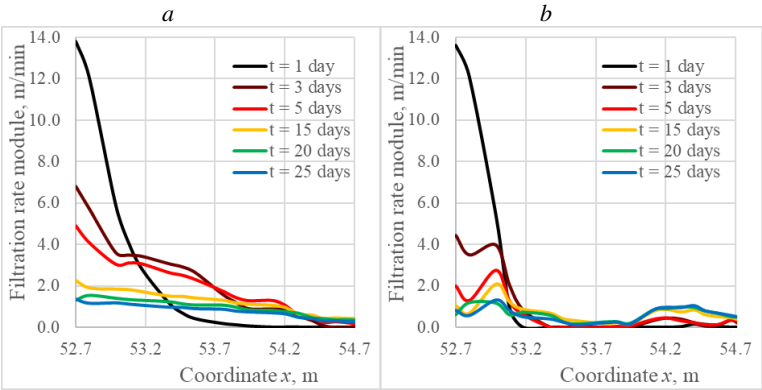 a
b
Filtration rate module, m/min
14.0
12.0
10.0
8.0
6.0
4.0
2.0
0.0
t = 1 day
t = 3 days
t = 5 days
t = 15 days
t = 20 days
t = 25 days
52.7 53.2 53.7 54.2 54.7
Coordinate x, m
Filtration rate module, m/min
14.0
12.0
10.0
8.0
6.0
4.0
2.0
0.0
t = 1 day
t = 3 days
t = 5 days
t = 15 days
t = 20 days
t = 25 days
52.7 53.2 53.7 54.2 54.7
Coordinate x, m